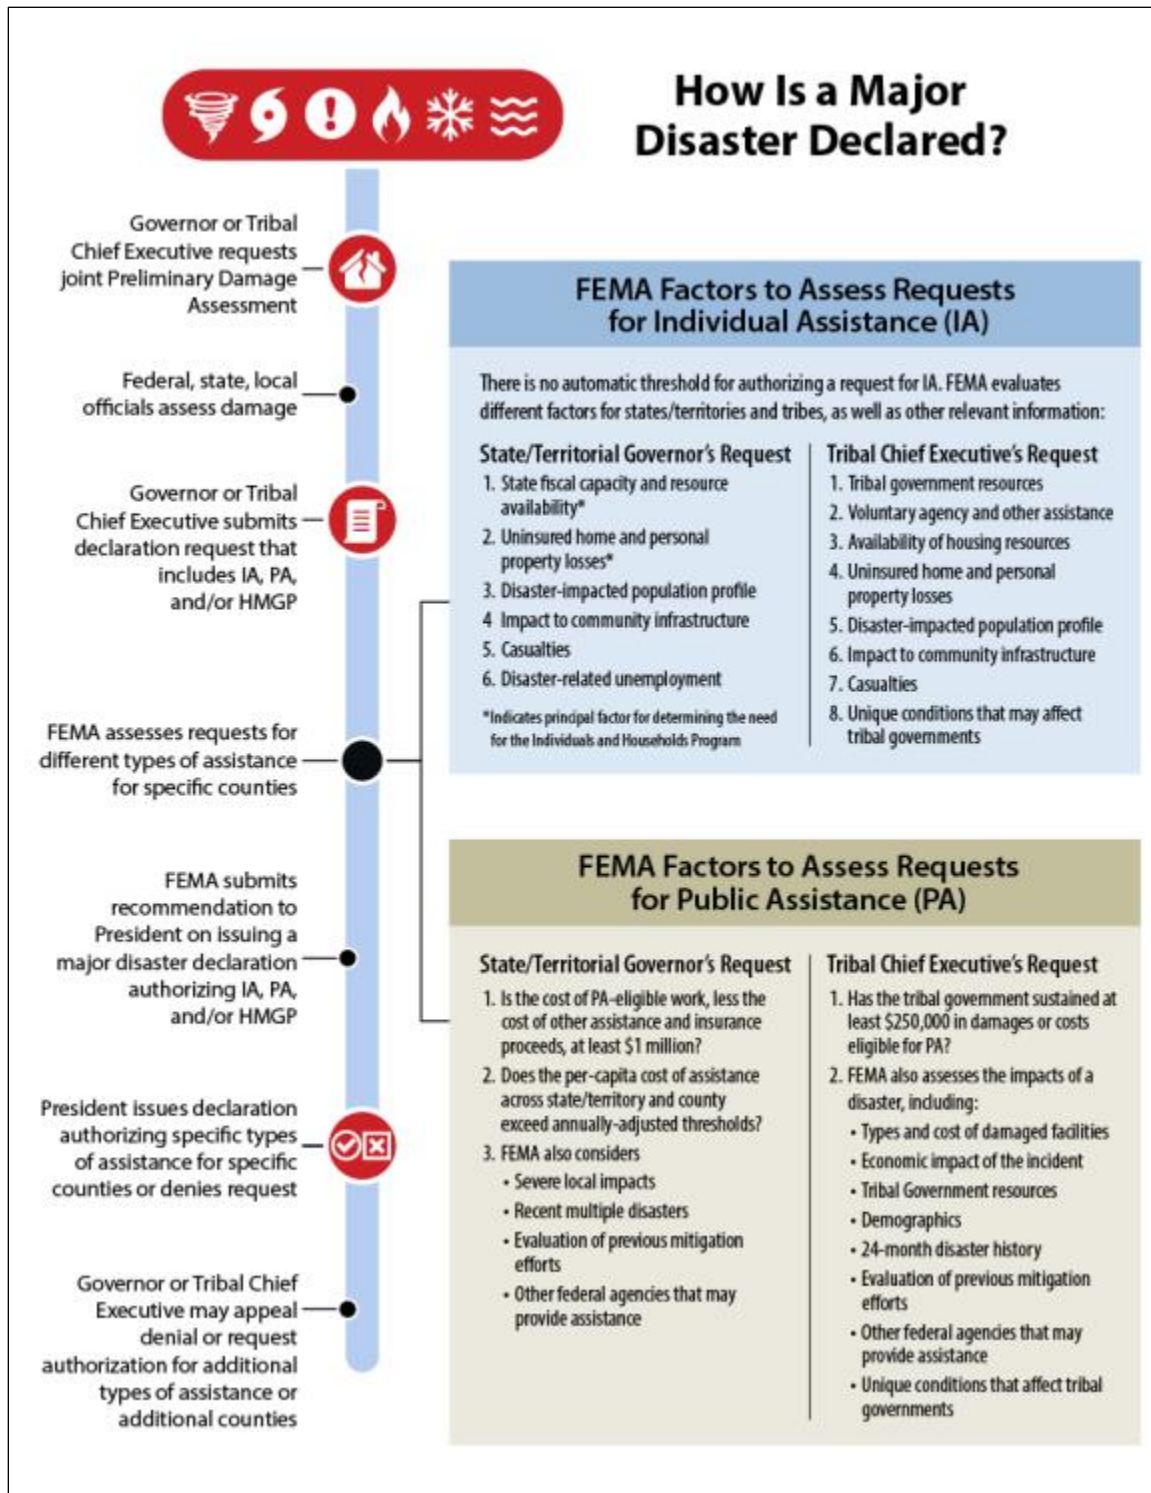 How Is a Major
Disaster Declared?
Governor or Tribal
Chief Executive requests
joint Preliminary Damage
Assessment
Federal, state, local
officials assess damage
Governor or Tribal
Chief Executive submits
declaration request that
includes IA, PA,
and/or HMGP
FEMA assesses requests for
different types of assistance
for specific counties
FEMA submits
recommendation to
President on issuing a
major disaster declaration
authorizing IA, PA,
and/or HMGP
President issues declaration
authorizing specific types
of assistance for specific
counties or denies request
Governor or Tribal Chief
Executive may appeal
denial or request
authorization for additional
types of assistance or
additional counties
FEMA Factors to Assess Requests
for Individual Assistance (IA)
There is no automatic threshold for authorizing a request for IA. FEMA evaluates
different factors for states/territories and tribes, as well as other relevant information:
State/Territorial Governor's Request
1. State fiscal capacity and resource
availability*
2. Uninsured home and personal
property losses*
3. Disaster-impacted population profile
4 Impact to community infrastructure
5. Casualties
6. Disaster-related unemployment
*Indicates principal factor for determining the need
for the Individuals and Households Program
Tribal Chief Executive's Request
1. Tribal government resources
2. Voluntary agency and other assistance
3. Availability of housing resources
4. Uninsured home and personal
property losses
5. Disaster-impacted population profile
6. Impact to community infrastructure
7. Casualties
8. Unique conditions that may affect
tribal governments
FEMA Factors to Assess Requests
for Public Assistance (PA)
State/Territorial Governor's Request
1. Is the cost of PA-eligible work, less the
cost of other assistance and insurance
proceeds, at least $1 million?
2. Does the per-capita cost of assistance
across state/territory and county
exceed annually-adjusted thresholds?
3. FEMA also considers
• Severe local impacts
• Recent multiple disasters
• Evaluation of previous mitigation
efforts
• Other federal agencies that may
provide assistance
Tribal Chief Executive's Request
1. Has the tribal government sustained at
least $250,000 in damages or costs
eligible for PA?
2. FEMA also assesses the impacts of a
disaster, including:
• Types and cost of damaged facilities
• Economic impact of the incident
• Tribal Government resources
• Demographics
• 24-month disaster history
• Evaluation of previous mitigation
efforts
• Other federal agencies that may
provide assistance
• Unique conditions that affect tribal
governments